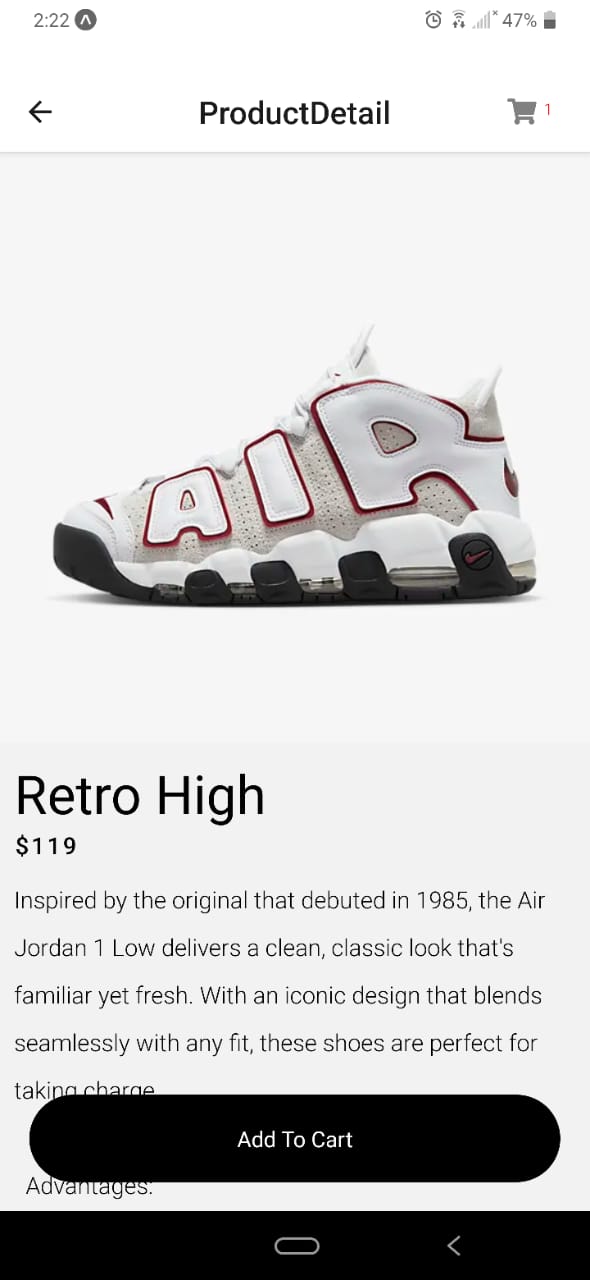 2:22
47%
ProductDetail
1
AIR
Retro High
$119
Inspired by the original that debuted in 1985, the Air
Jordan 1 Low delivers a clean, classic look that's
familiar yet fresh. With an iconic design that blends
seamlessly with any fit, these shoes are perfect for
taking charge
Add To Cart
Advantages: